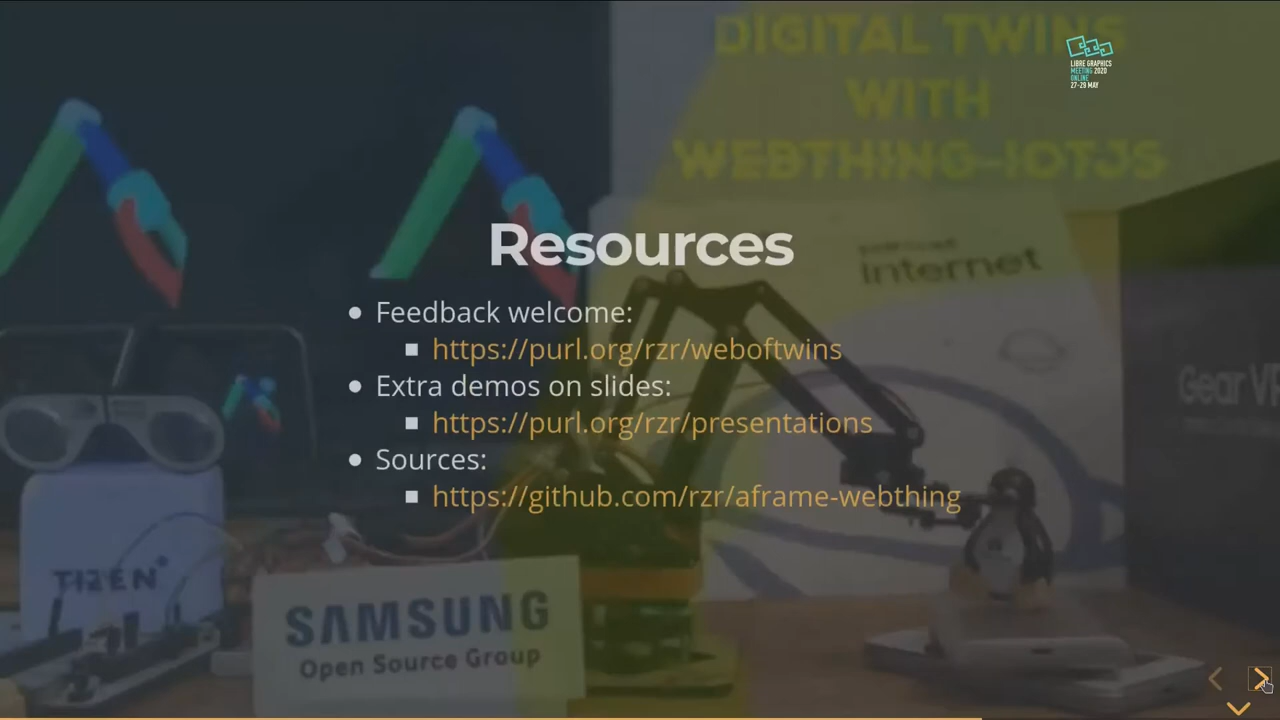 DIGITAL TWINS
WITH
WEBTHING-IOTJS
LIBRE GRAPHICS
MEETING 2020
ONLINE
27-29 MAY
Resources
internet
• Feedback welcome:
▪ https://purl.org/rzr/weboftwins
• Extra demos on slides:
▪ https://purl.org/rzr/presentations
• Sources:
▪ https://github.com/rzr/aframe-webthing
Gear VR
TIZEN
SAMSUNG
Open Source Group